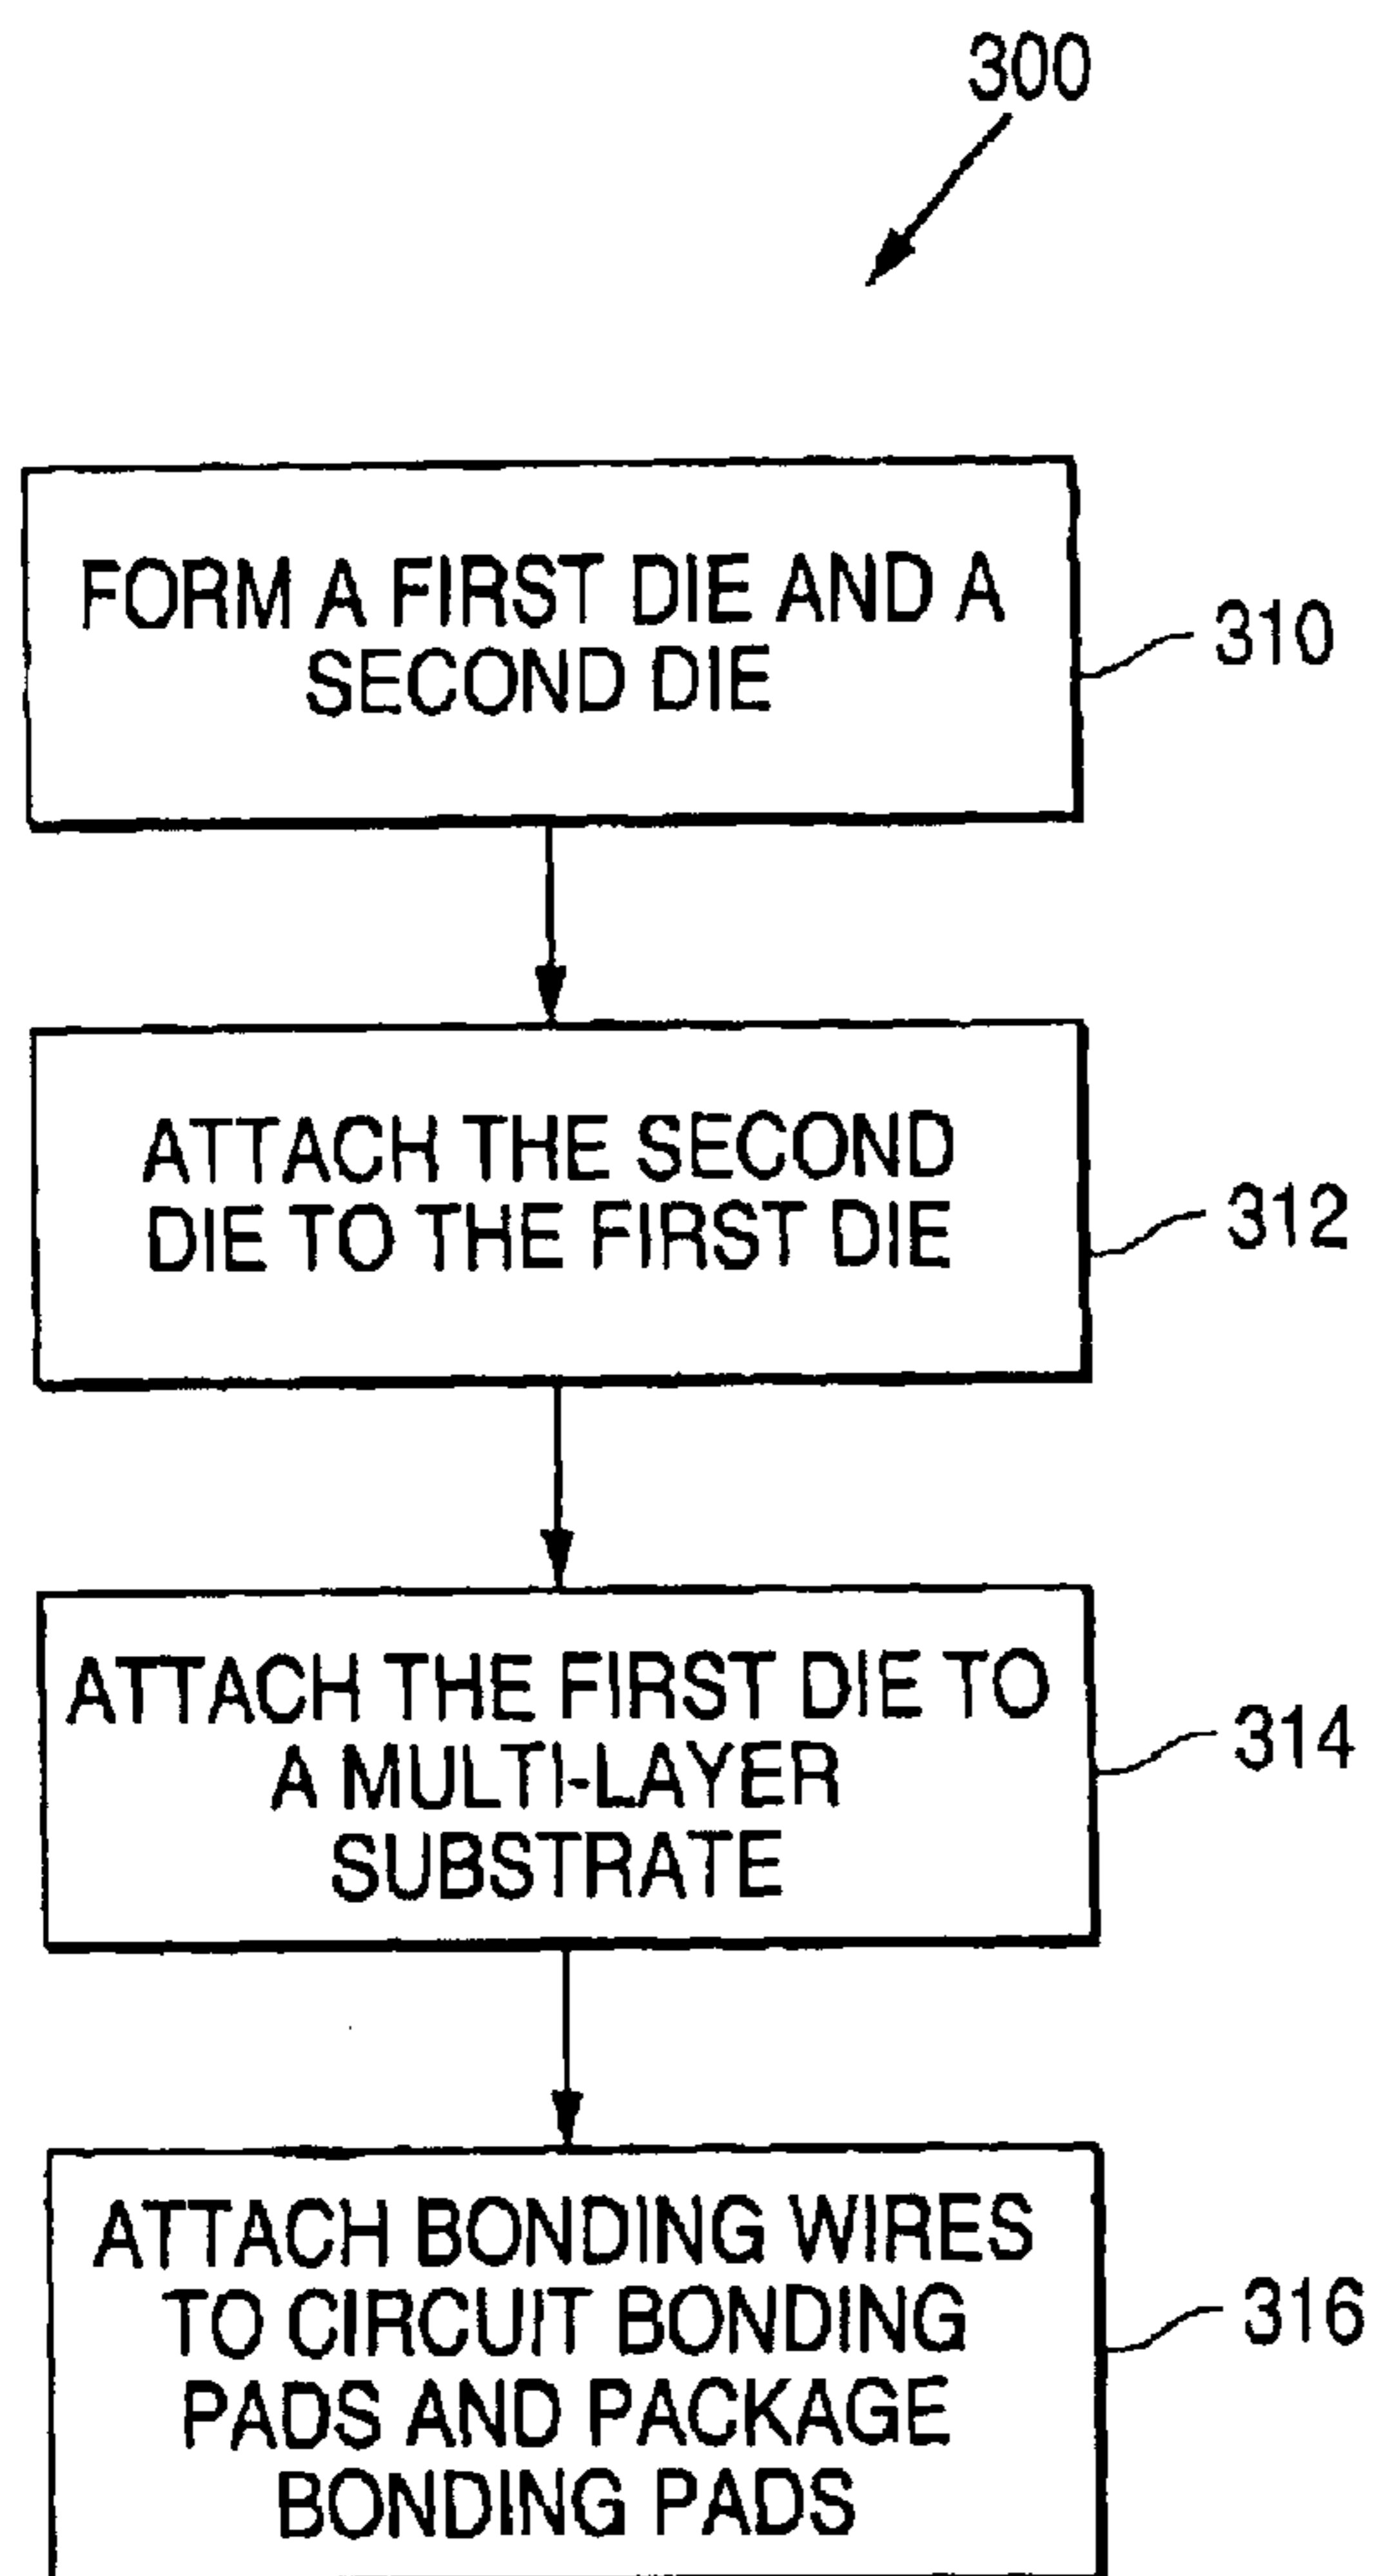 300
FORM A FIRST DIE AND A
SECOND DIE
310
ATTACH THE SECOND
DIE TO THE FIRST DIE
312
ATTACH THE FIRST DIE TO
A MULTI-LAYER
SUBSTRATE
314
ATTACH BONDING WIRES
TO CIRCUIT BONDING
PADS AND PACKAGE
BONDING PADS
316